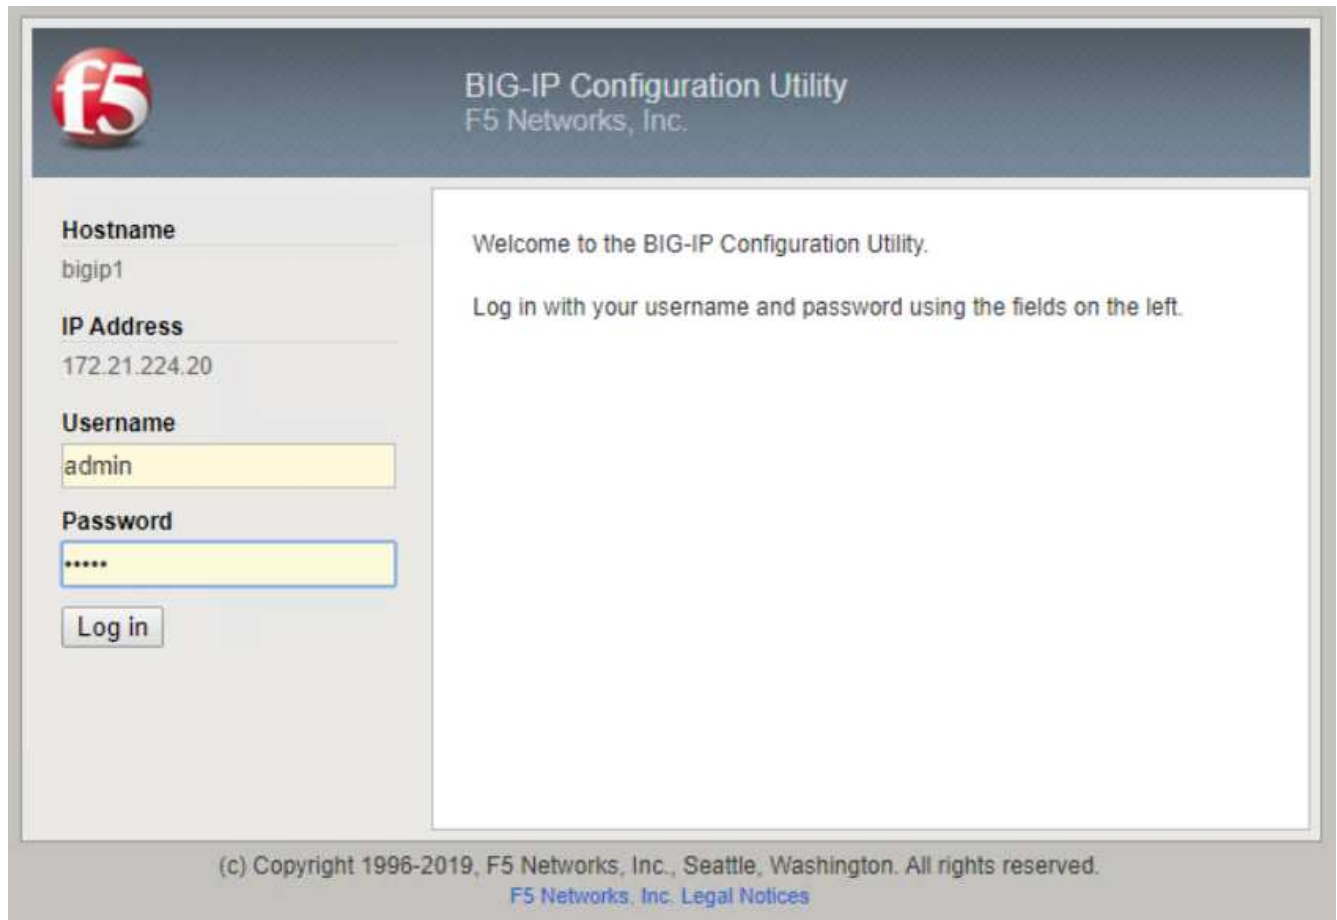 f5
BIG-IP Configuration Utility
F5 Networks, Inc.
Hostname
bigip1
IP Address
172.21.224.20
Username
admin
Password
•••••
Log in
Welcome to the BIG-IP Configuration Utility.
Log in with your username and password using the fields on the left.
(c) Copyright 1996-2019, F5 Networks, Inc., Seattle, Washington. All rights reserved.
F5 Networks, Inc. Legal Notices